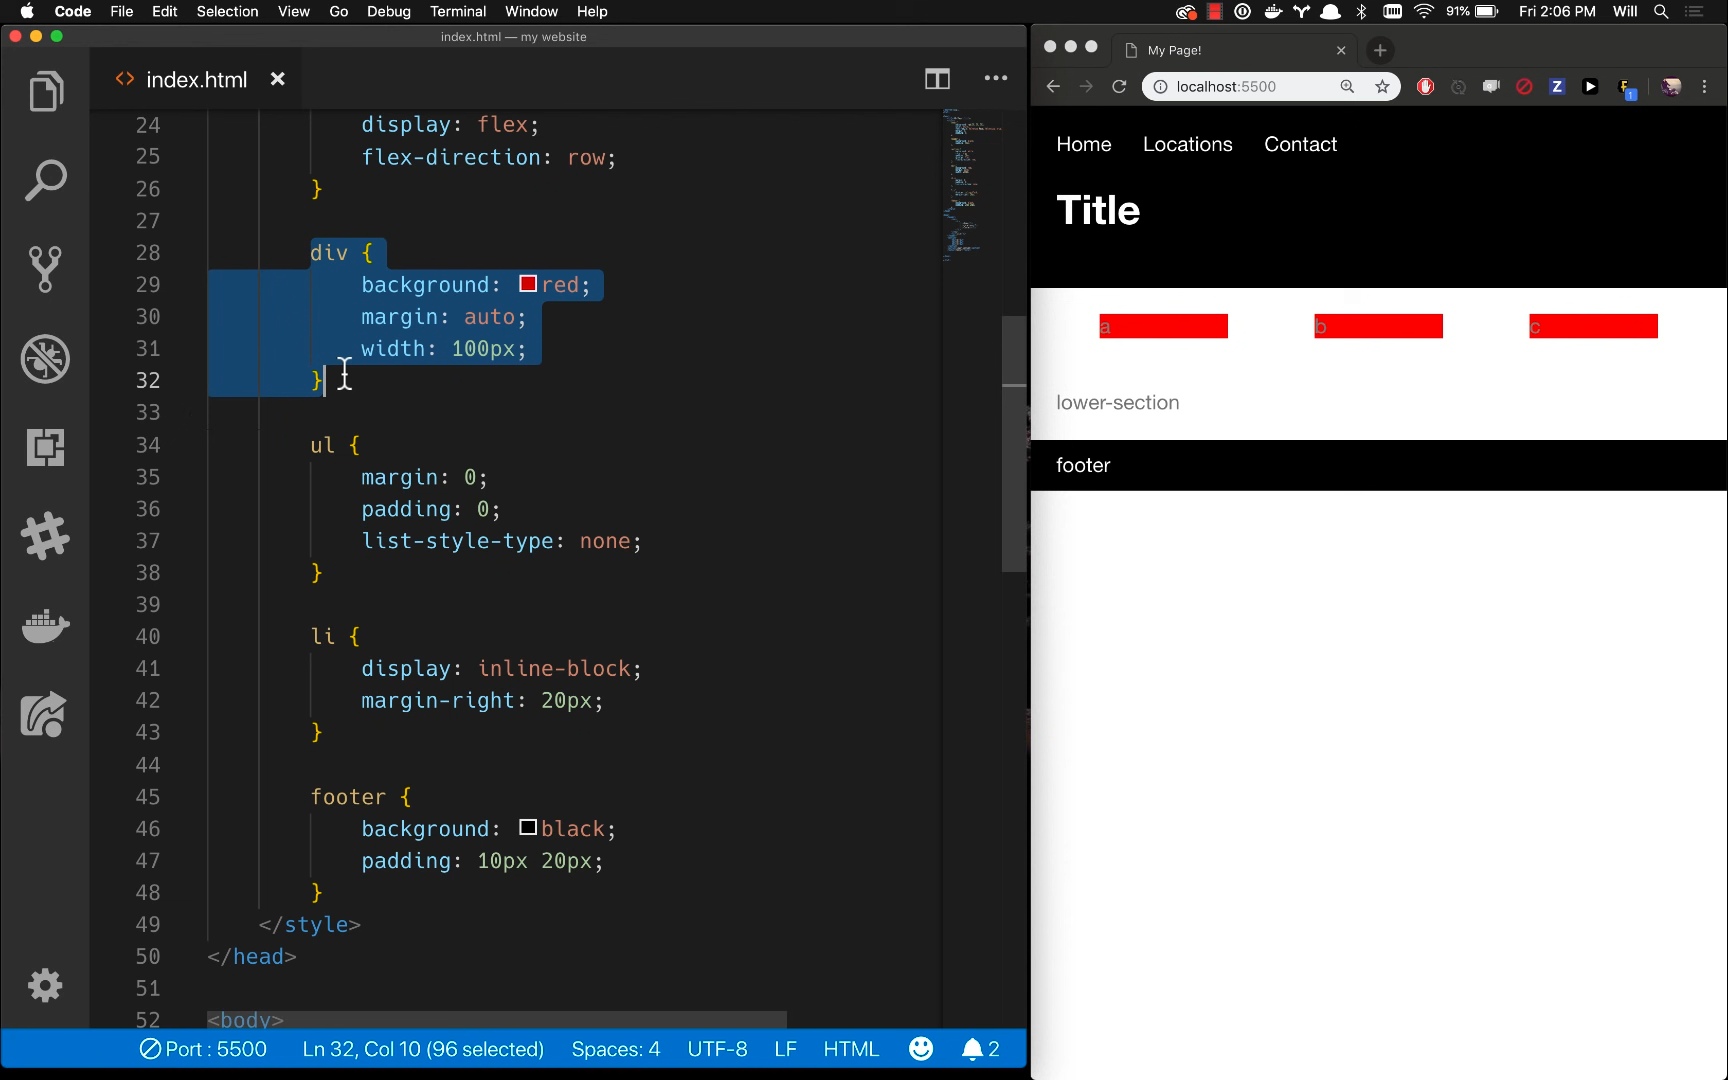 Code File Edit Selection View Go Debug Terminal Window Help
91% Fri 2:06 PM Will
index.html — my website
index.html
24 display: flex;
25 flex-direction: row;
26 }
27
28 div {
29 background: red;
30 margin: auto;
31 width: 100px;
32 }
33
34 ul {
35 margin: 0;
36 padding: 0;
37 list-style-type: none;
38 }
39
40 li {
41 display: inline-block;
42 margin-right: 20px;
43 }
44
45 footer {
46 background: black;
47 padding: 10px 20px;
48 }
49 </style>
50 </head>
51
52 <body>
Port : 5500 Ln 32, Col 10 (96 selected) Spaces: 4 UTF-8 LF HTML 2
My Page!
localhost:5500
Z
1
Home Locations Contact
Title
a b c
lower-section
footer